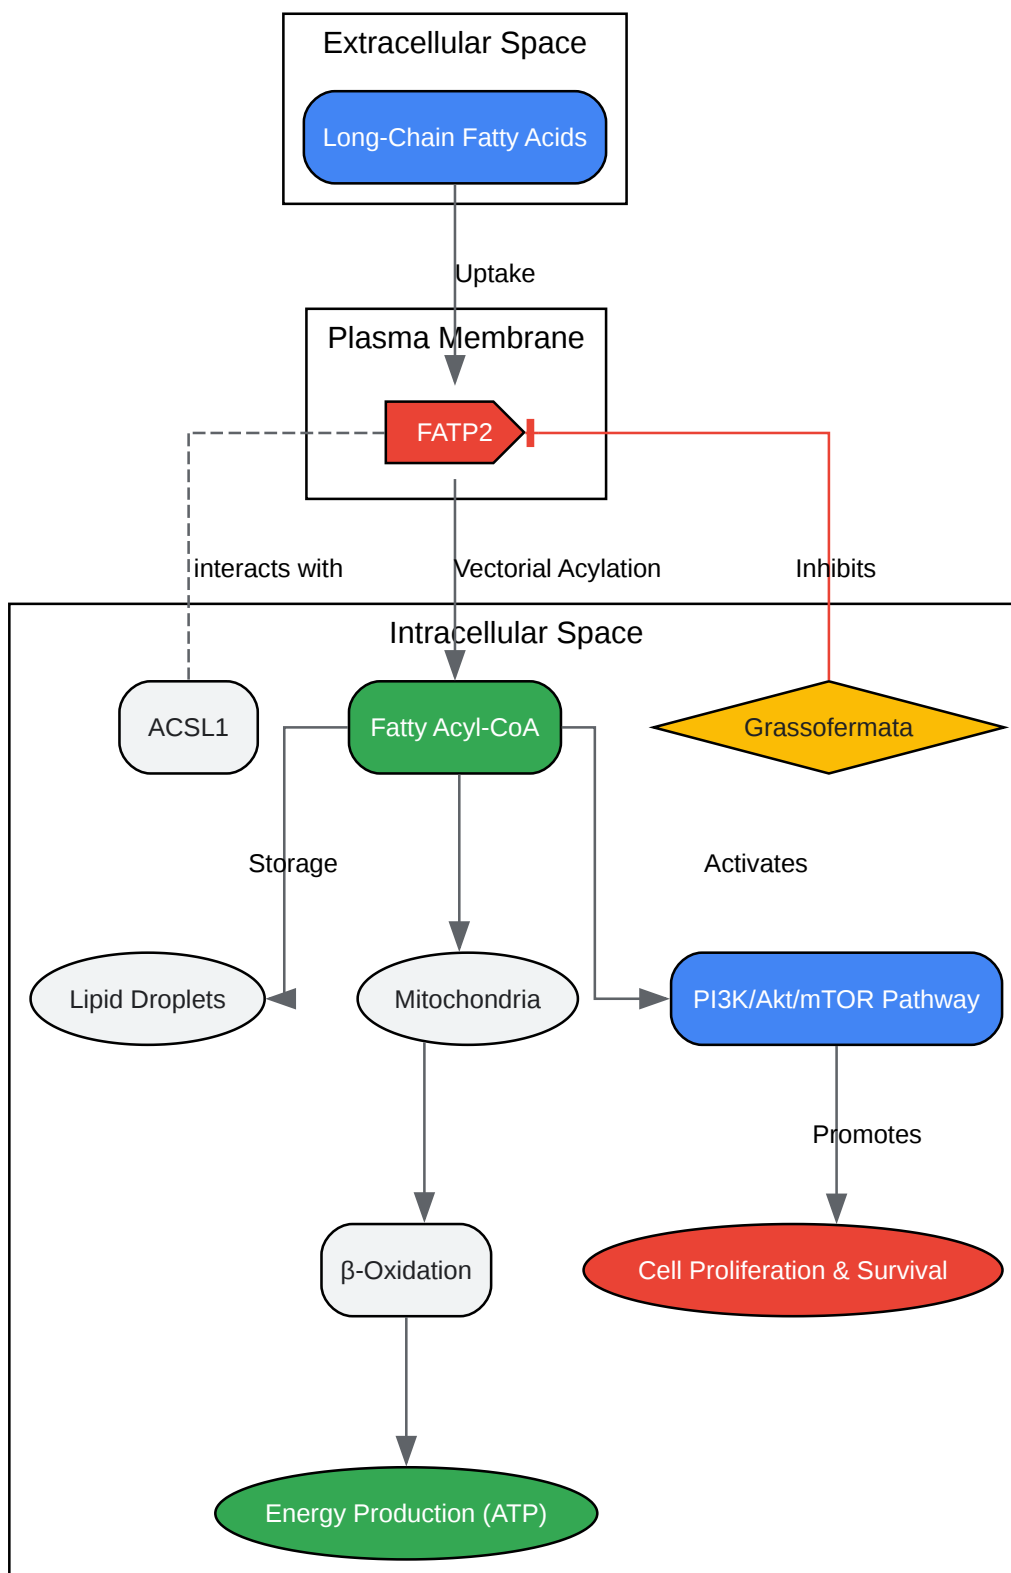 Extracellular Space
Long-Chain Fatty Acids
Uptake
Plasma Membrane
FATP2
interacts with
Vectorial Acylation
Inhibits
Intracellular Space
ACSL1
Fatty Acyl-CoA
Grassofermata
Storage
Activates
Lipid Droplets
Mitochondria
PI3K/Akt/mTOR Pathway
Promotes
β-Oxidation
Cell Proliferation & Survival
Energy Production (ATP)